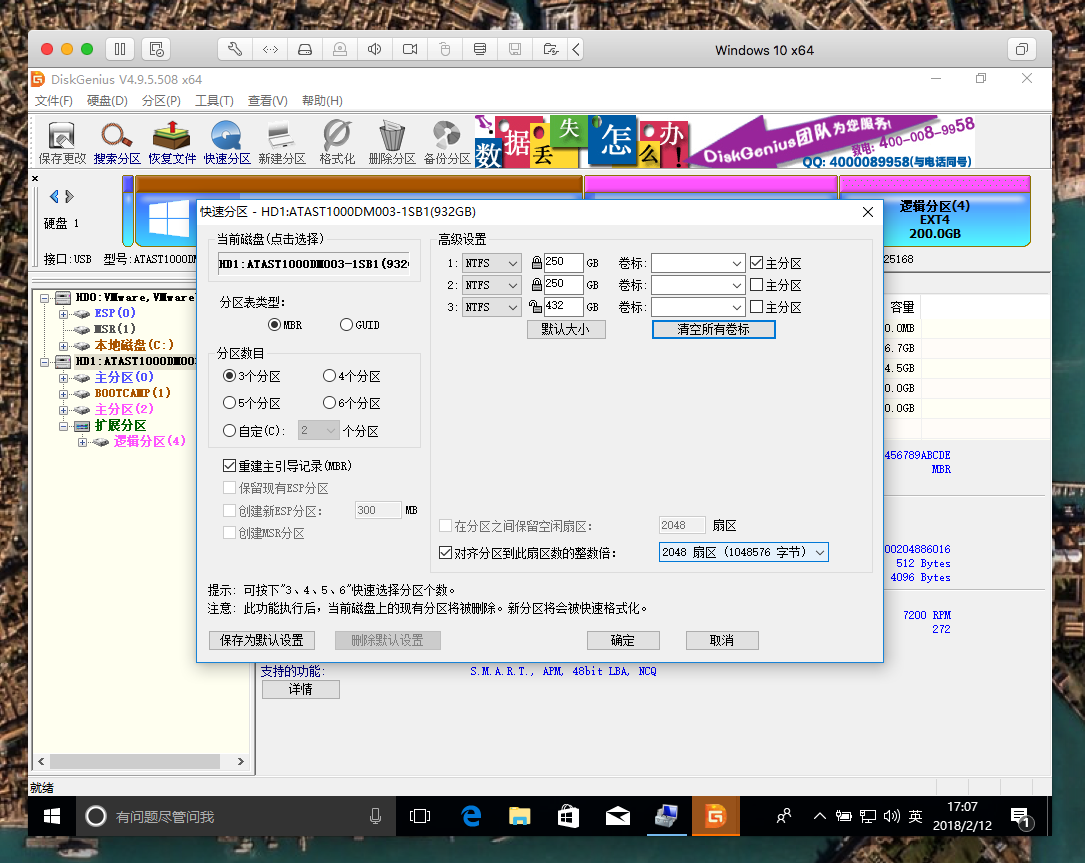 Windows 10 x64
DiskGenius V4.9.5.508 x64
文件(F) 硬盘(D) 分区(P) 工具(T) 查看(V) 帮助(H)
保存更改 搜索分区 恢复文件 快速分区 新建分区 格式化 删除分区 备份分区
数据丢失怎么办!
DiskGenius团队为您服务!
致电: 400-008-9958
QQ: 4000089958(与电话同号)
硬盘 1
逻辑分区(4)
EXT4
200.0GB
接口:USB 型号:ATAST1000DM
25168
HD0:VMware,VMware
ESP(0)
MSR(1)
本地磁盘(C:)
HD1:ATAST1000DM003
主分区(0)
BOOTCAMP(1)
主分区(2)
扩展分区
逻辑分区(4)
快速分区 - HD1:ATAST1000DM003-1SB1(932GB)
当前磁盘(点击选择)
HD1:ATAST1000DM003-1SB1(932G
分区表类型:
MBR GUID
分区数目
3个分区 4个分区
5个分区 6个分区
自定(C): 2 个分区
重建主引导记录(MBR)
保留现有ESP分区
创建新ESP分区: 300 MB
创建MSR分区
高级设置
1: NTFS 250 GB 卷标: 主分区
2: NTFS 250 GB 卷标: 主分区
3: NTFS 432 GB 卷标: 主分区
默认大小 清空所有卷标
在分区之间保留空闲扇区: 2048 扇区
对齐分区到此扇区数的整数倍: 2048 扇区 (1048576 字节)
提示: 可按下"3、4、5、6"快速选择分区个数。
注意: 此功能执行后，当前磁盘上的现有分区将被删除。新分区将会被快速格式化。
保存为默认设置 删除默认设置 确定 取消
容量
0.0MB
6.7GB
4.5GB
0.0GB
0.0GB
456789ABCDE
MBR
00204886016
512 Bytes
4096 Bytes
7200 RPM
272
支持的功能: S.M.A.R.T., APM, 48bit LBA, NCQ
详情
就绪
有问题尽管问我
英
17:07
2018/2/12
1